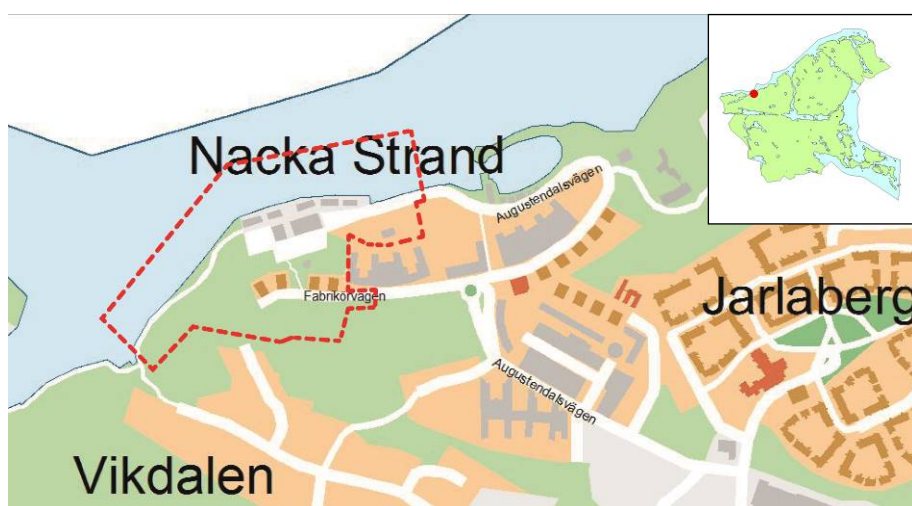 Nacka Strand
Augustendalsvägen
Fabrikörvägen
Jarlaberg
Augustendalsvägen
Vikdalen